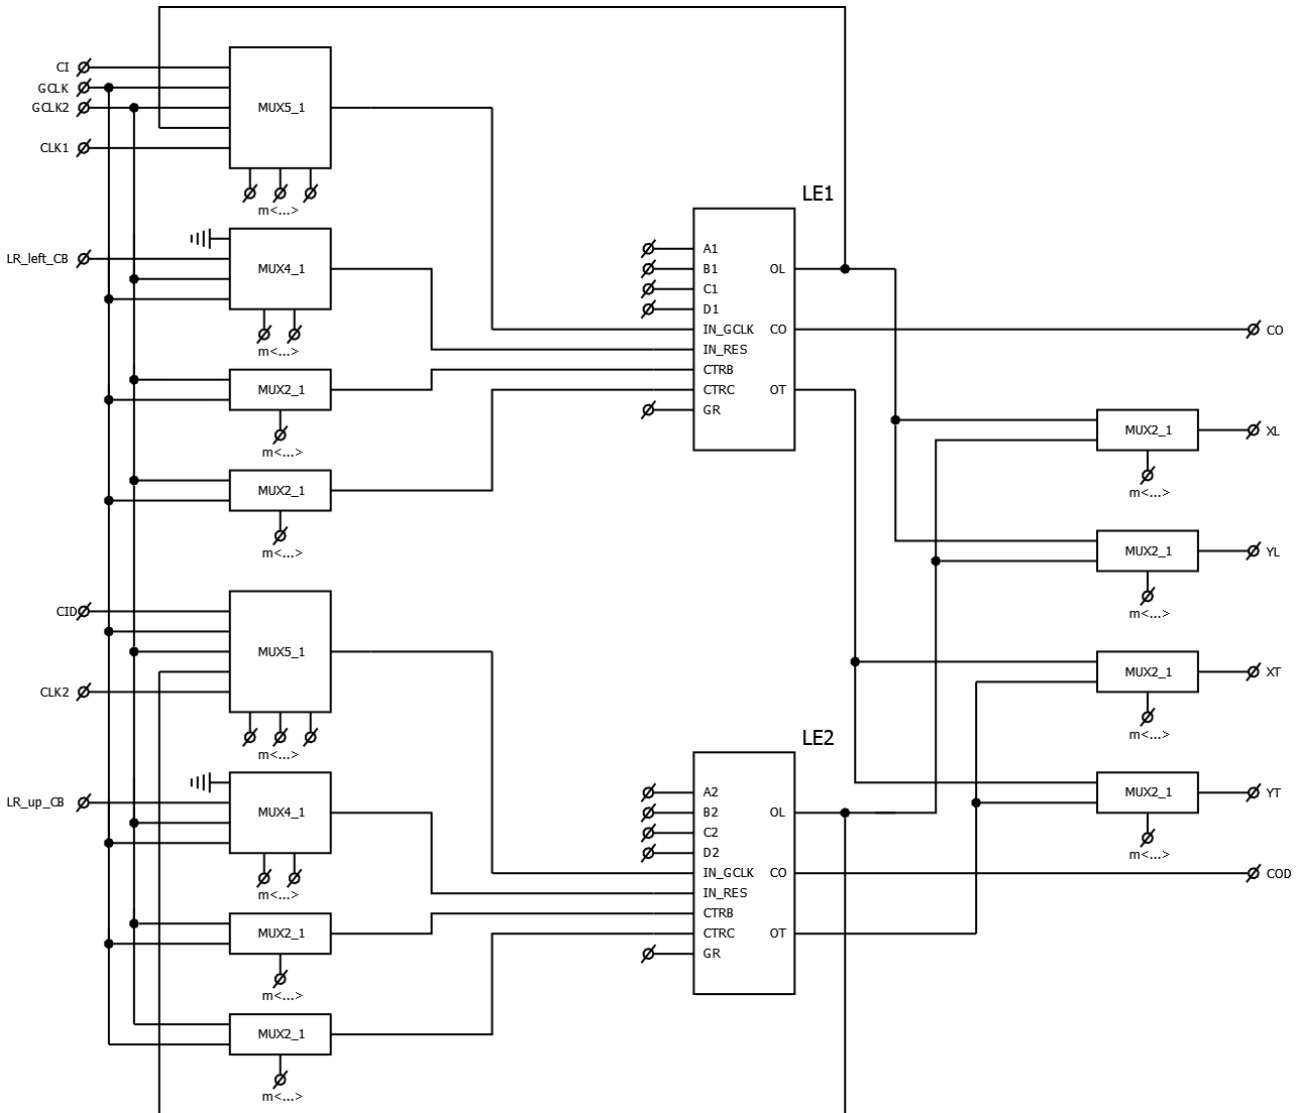 CI
GCLK
GCLK2
CLK1
MUX5_1
m<...>
LR_left_CB
MUX4_1
m<...>
MUX2_1
m<...>
MUX2_1
m<...>
LE1
A1
B1
C1
D1
IN_GCLK
IN_RES
CTRB
CTRC
GR
OL
CO
OT
CO
MUX2_1
XL
m<...>
MUX2_1
YL
m<...>
MUX2_1
XT
m<...>
MUX2_1
YT
m<...>
COD
CID
CLK2
MUX5_1
m<...>
LR_up_CB
MUX4_1
m<...>
MUX2_1
m<...>
MUX2_1
m<...>
LE2
A2
B2
C2
D2
IN_GCLK
IN_RES
CTRB
CTRC
GR
OL
CO
OT